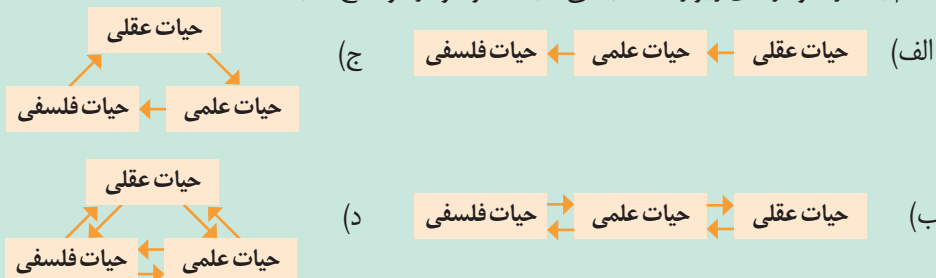 الف) حیات عقلی حیات علمی حیات فلسفی
ج) حیات عقلی
حیات علمی حیات فلسفی
ب) حیات عقلی حیات علمی حیات فلسفی
د) حیات عقلی
حیات علمی حیات فلسفی